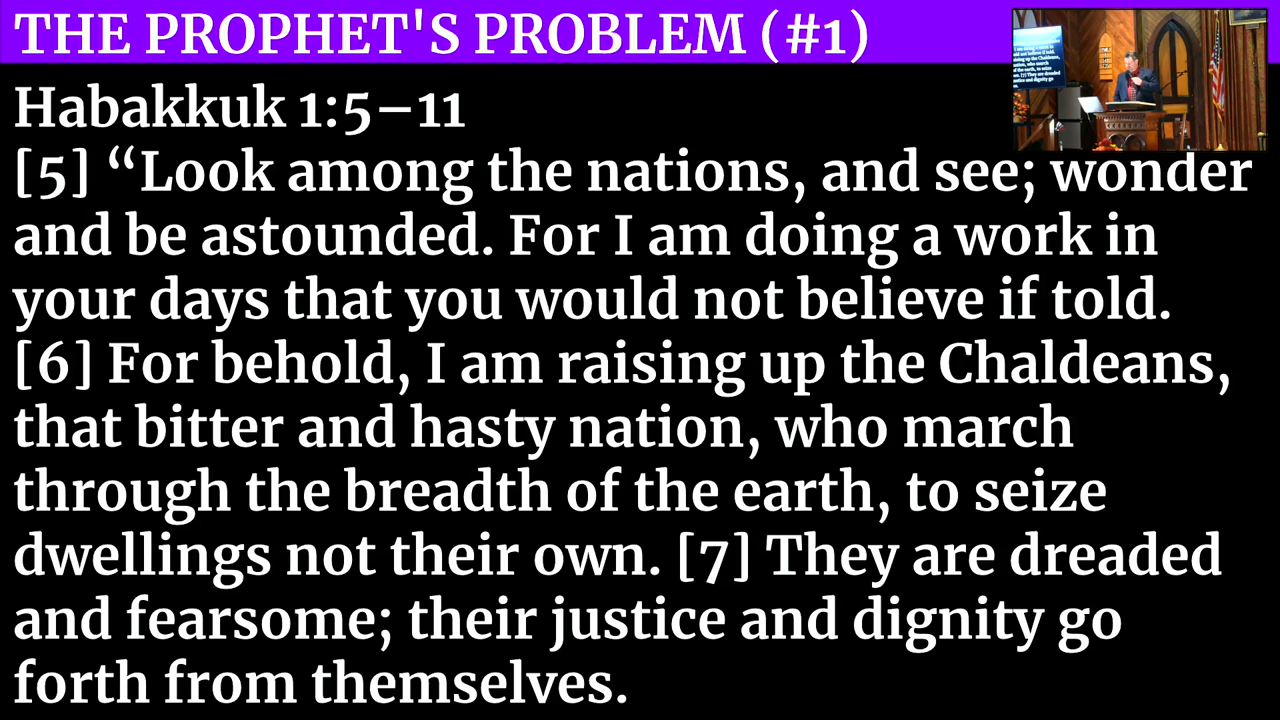 THE PROPHET'S PROBLEM (#1)
Habakkuk 1:5–11
[5] “Look among the nations, and see; wonder
and be astounded. For I am doing a work in
your days that you would not believe if told.
[6] For behold, I am raising up the Chaldeans,
that bitter and hasty nation, who march
through the breadth of the earth, to seize
dwellings not their own. [7] They are dreaded
and fearsome; their justice and dignity go
forth from themselves.